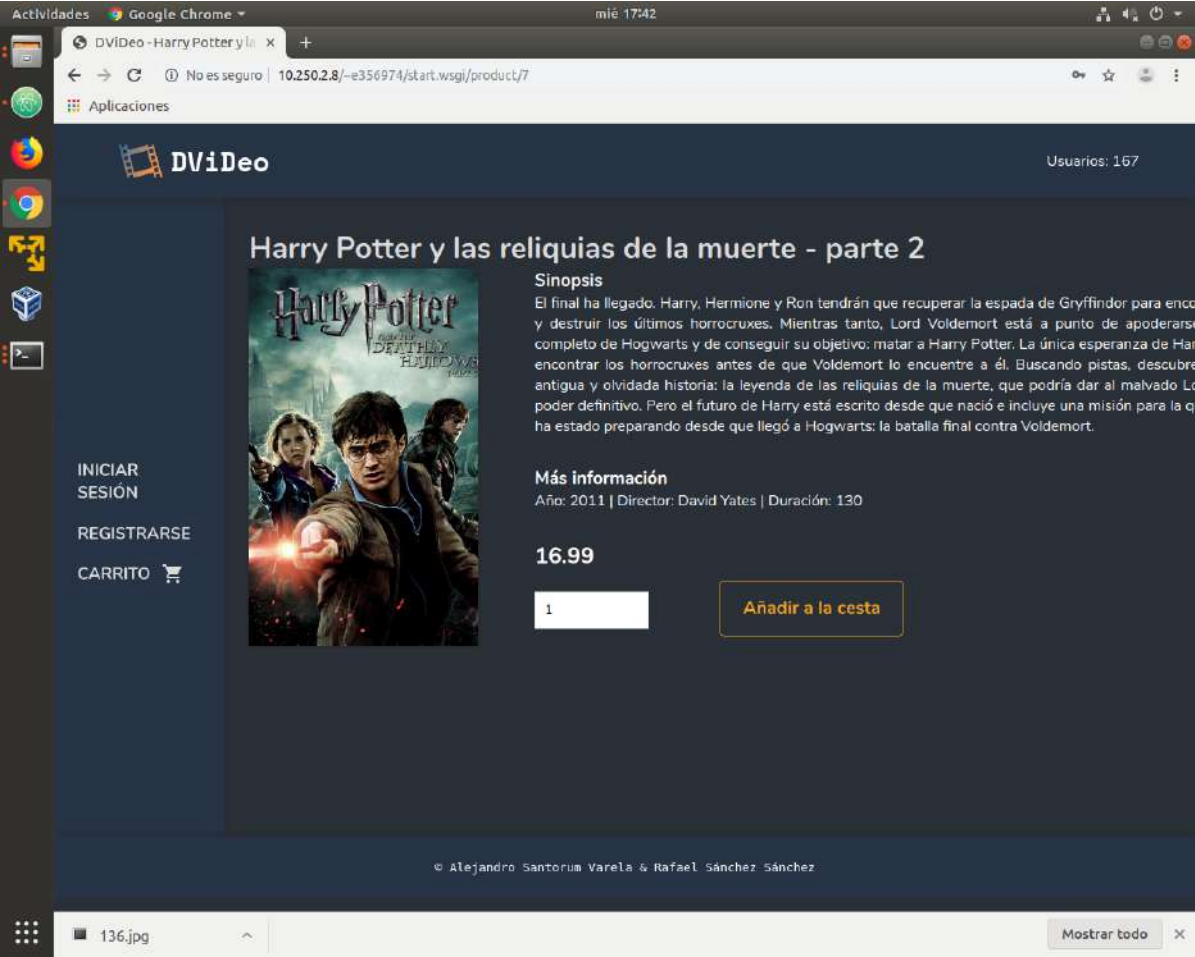 Actividades Google Chrome mié 17:42
DViDeo - Harry Potter y la
No es seguro | 10.250.2.8/~e356974/start.wsgi/product/7
Aplicaciones
DViDeo Usuarios: 167
Harry Potter y las reliquias de la muerte - parte 2
Harry Potter
AND THE
DEATHLY
HALLOWS
Sinopsis
El final ha llegado. Harry, Hermione y Ron tendrán que recuperar la espada de Gryffindor para enco
y destruir los últimos horrocruxes. Mientras tanto, Lord Voldemort está a punto de apoderarse
completo de Hogwarts y de conseguir su objetivo: matar a Harry Potter. La única esperanza de Har
encontrar los horrocruxes antes de que Voldemort lo encuentre a él. Buscando pistas, descubre
antigua y olvidada historia: la leyenda de las reliquias de la muerte, que podría dar al malvado Lo
poder definitivo. Pero el futuro de Harry está escrito desde que nació e incluye una misión para la q
ha estado preparando desde que llegó a Hogwarts: la batalla final contra Voldemort.
Más información
Año: 2011 | Director: David Yates | Duración: 130
16.99
1
Añadir a la cesta
INICIAR
SESIÓN
REGISTRARSE
CARRITO
© Alejandro Santorum Varela & Rafael Sánchez Sánchez
136.jpg Mostrar todo